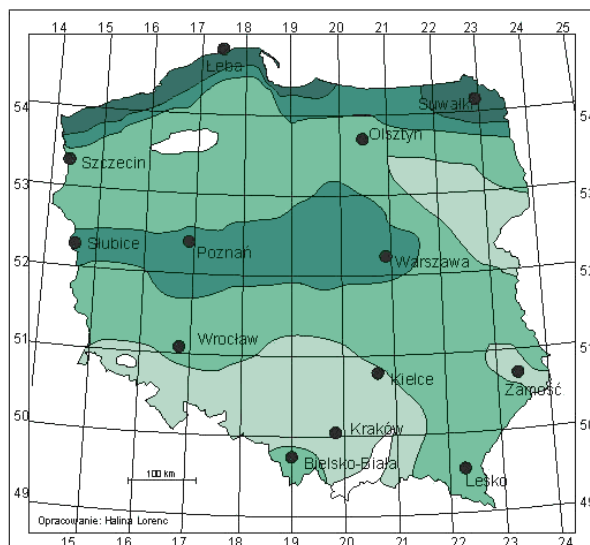 14 15 16 17 18 19 20 21 22 23 24 25
Łeba
54
Suwałki
54
Olsztyn
Szczecin
53
53
Słubice
Poznań
Warszawa
52
52
Wrocław
51
51
Kielce
Zamość
Kraków
50
50
Bielsko-Biała
Lesko
100 km
49
49
Opracowanie: Halina Lorenc
15 16 17 18 19 20 21 22 23 24